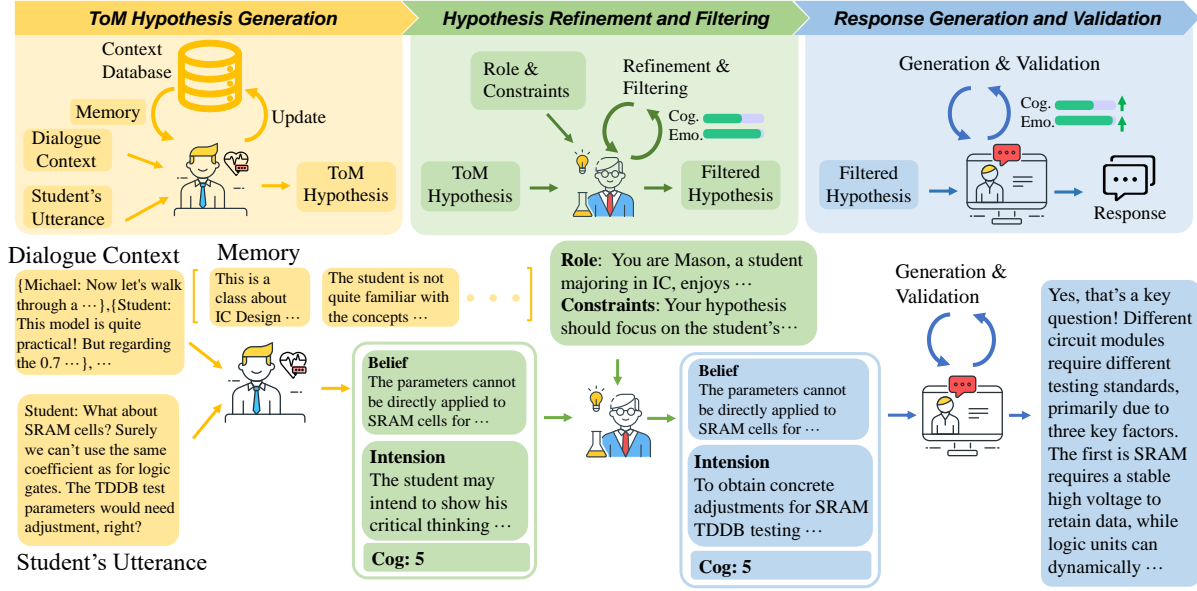 ToM Hypothesis Generation
Hypothesis Refinement and Filtering
Response Generation and Validation
Context
Database
Memory
Update
Dialogue
Context
Student's
Utterance
ToM
Hypothesis
Role &
Constraints
Refinement &
Filtering
Cog.
Emo.
ToM
Hypothesis
Filtered
Hypothesis
Generation & Validation
Cog.
Emo.
Filtered
Hypothesis
Response
Dialogue Context
{Michael: Now let's walk
through a ⋯},{Student:
This model is quite
practical! But regarding
the 0.7 ⋯}, ⋯
Memory
This is a
class about
IC Design ⋯
The student is not
quite familiar with
the concepts ⋯
Student: What about
SRAM cells? Surely
we can't use the same
coefficient as for logic
gates. The TDDB test
parameters would need
adjustment, right?
Student's Utterance
Belief
The parameters cannot
be directly applied to
SRAM cells for ⋯
Intension
The student may
intend to show his
critical thinking ⋯
Cog: 5
Role: You are Mason, a student
majoring in IC, enjoys ⋯
Constraints: Your hypothesis
should focus on the student's⋯
Belief
The parameters cannot
be directly applied to
SRAM cells for ⋯
Intension
To obtain concrete
adjustments for SRAM
TDDB testing ⋯
Cog: 5
Generation &
Validation
Yes, that's a key
question! Different
circuit modules
require different
testing standards,
primarily due to
three key factors.
The first is SRAM
requires a stable
high voltage to
retain data, while
logic units can
dynamically ⋯